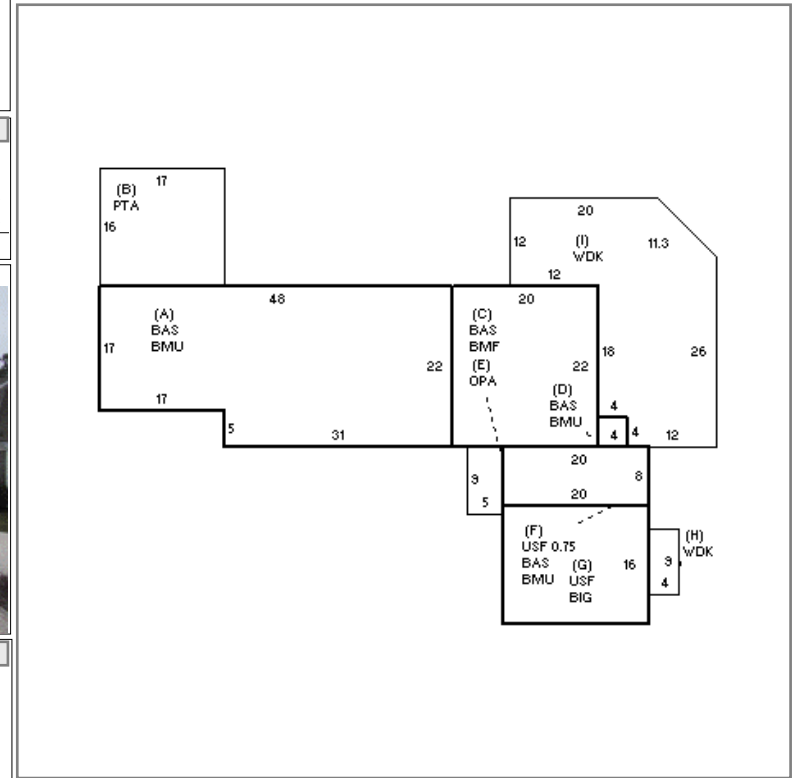 17
(B)
PTA
16
20
12
(I)
WDK
11.3
12
48
20
(A)
BAS
BMU
(C)
BAS
BMF
17
22
(E)
OPA
22
18
26
(D)
BAS
BMU
17
4
5
31
4
4
12
20
9
8
5
20
(F)
USF 0.75
BAS
BMU
(G)
USF
BIG
16
(H)
WDK
9
4